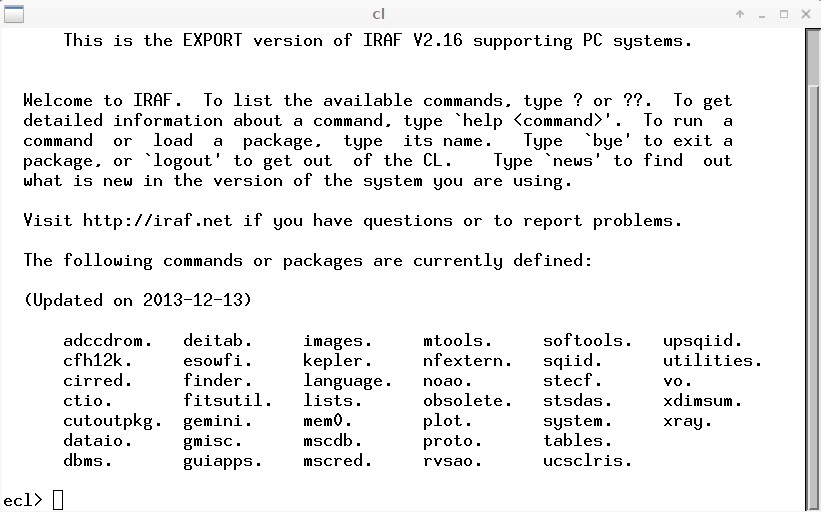 cl
This is the EXPORT version of IRAF V2.16 supporting PC systems.
Welcome to IRAF. To list the available commands, type ? or ??. To get
detailed information about a command, type `help <command>'. To run a
command or load a package, type its name. Type `bye' to exit a
package, or `logout' to get out of the CL. Type `news' to find out
what is new in the version of the system you are using.
Visit http://iraf.net if you have questions or to report problems.
The following commands or packages are currently defined:
(Updated on 2013-12-13)
adccdrom. deitab. images. mtools. softools. upsqiid.
cfh12k. esowfi. kepler. nfextern. sqiid. utilities.
cirred. finder. language. noao. stecf. vo.
ctio. fitsutil. lists. obsolete. stsdas. xdimsum.
cutoutpkg. gemini. mem0. plot. system. xray.
dataio. gmisc. mscdb. proto. tables.
dbms. guiapps. mscred. rvsao. ucsclris.
ecl>